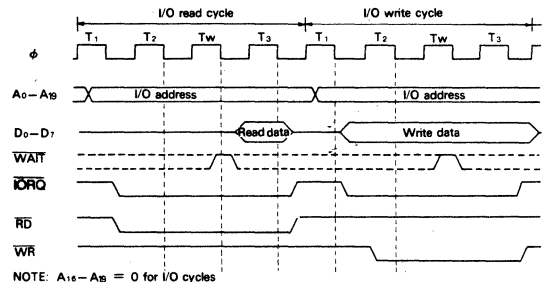 I/O read cycle I/O write cycle
T1 T2 Tw T3 T1 T2 Tw T3
ϕ
A0–A19 I/O address I/O address
D0–D7 Read data Write data
WAIT
IORQ
RD
WR
NOTE: A16–A19 = 0 for I/O cycles